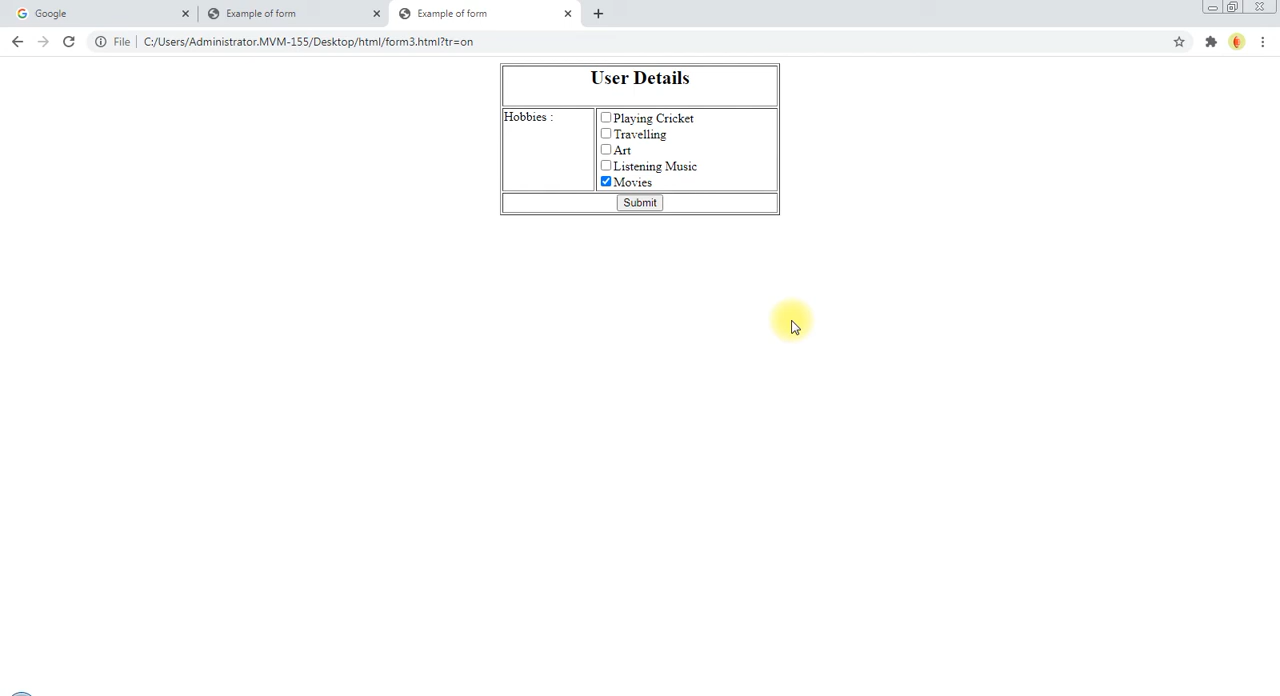 Google
Example of form
Example of form
File
C:/Users/Administrator.MVM-155/Desktop/html/form3.html?tr=on
User Details
Hobbies :
Playing Cricket
Travelling
Art
Listening Music
Movies
Submit